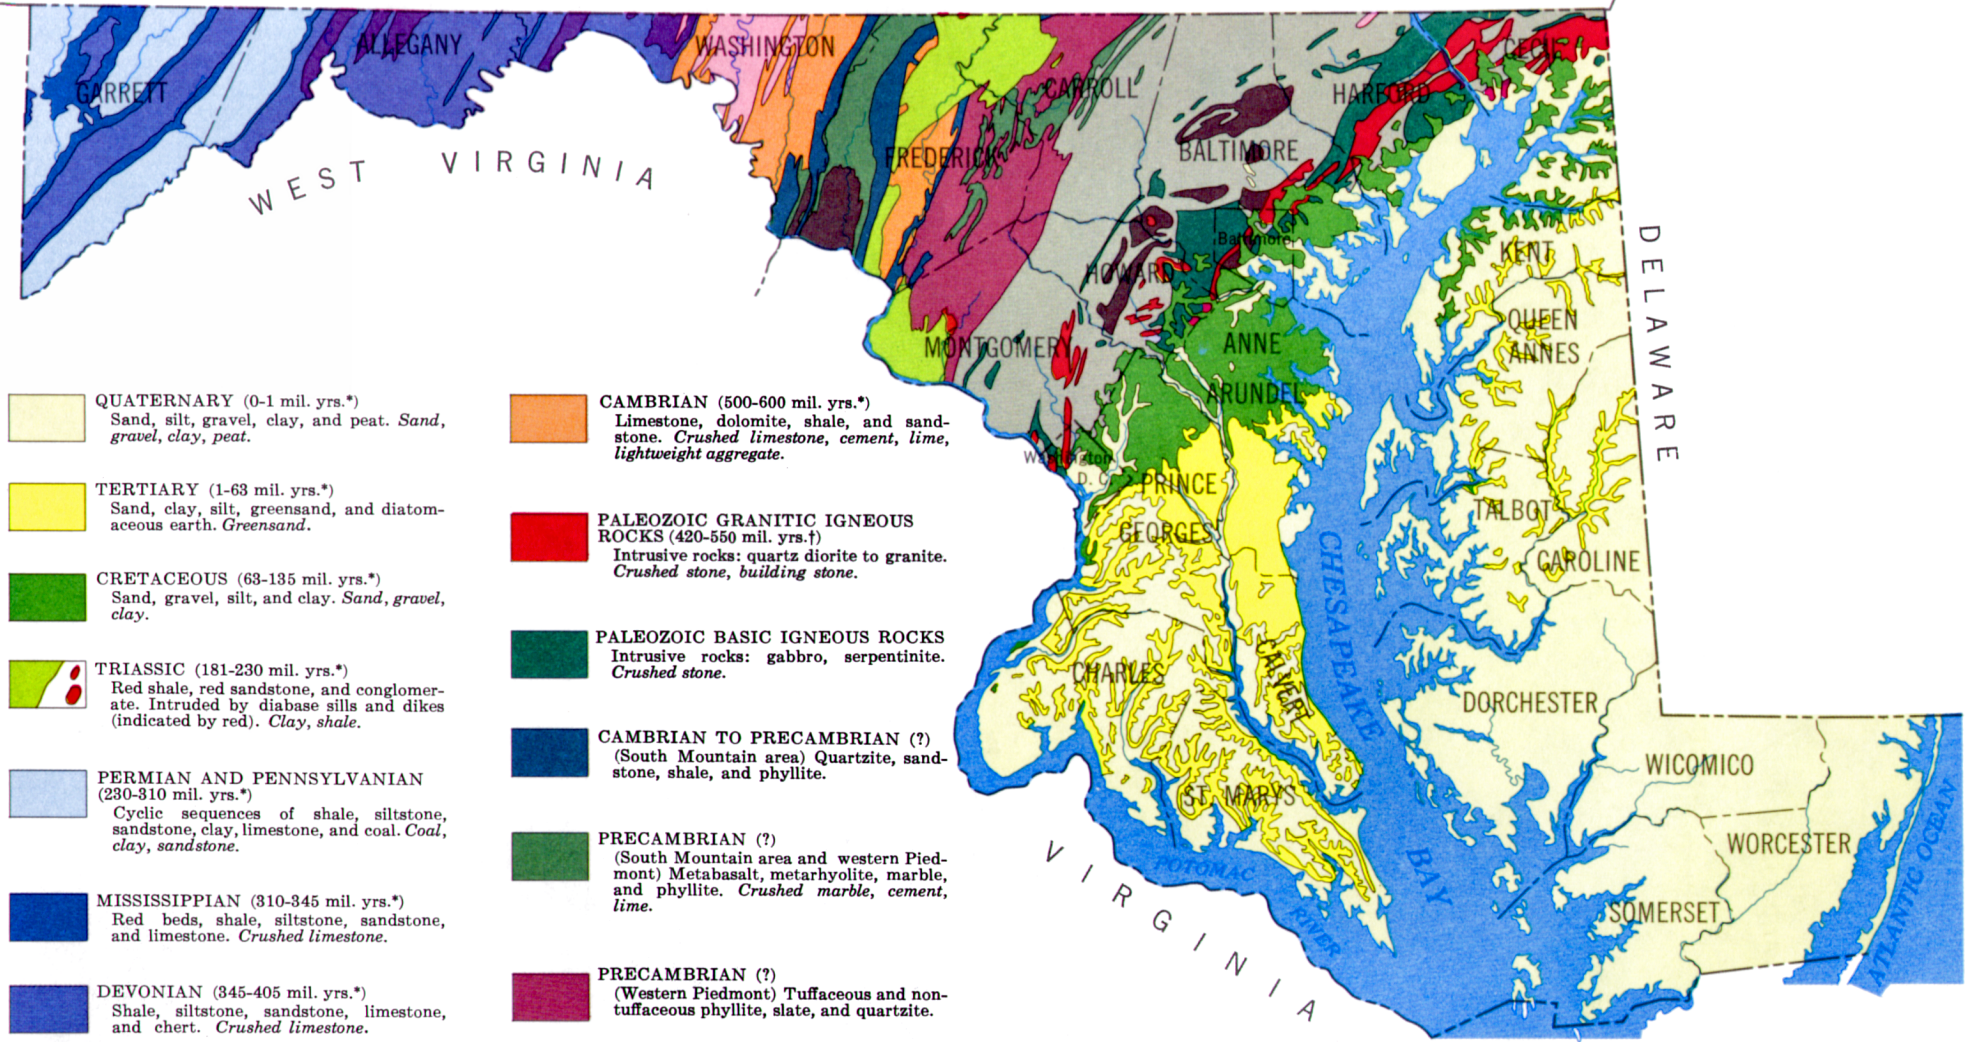 ALLEGANY
WASHINGTON
CECIL
GARRETT
CARROLL
HARFORD
FREDERICK
BALTIMORE
WEST VIRGINIA
Baltimore
KENT
DELAWARE
HOWARD
QUEEN
ANNES
MONTGOMERY
ANNE
ARUNDEL
Washington
D. C.
PRINCE
GEORGES
TALBOT
CAROLINE
CHARLES
CALVERT
CHESAPEAKE
BAY
DORCHESTER
WICOMICO
ST. MARYS
WORCESTER
SOMERSET
POTOMAC
RIVER
VIRGINIA
ATLANTIC OCEAN
QUATERNARY (0-1 mil. yrs.*)
Sand, silt, gravel, clay, and peat. Sand,
gravel, clay, peat.
TERTIARY (1-63 mil. yrs.*)
Sand, clay, silt, greensand, and diatom-
aceous earth. Greensand.
CRETACEOUS (63-135 mil. yrs.*)
Sand, gravel, silt, and clay. Sand, gravel,
clay.
TRIASSIC (181-230 mil. yrs.*)
Red shale, red sandstone, and conglomer-
ate. Intruded by diabase sills and dikes
(indicated by red). Clay, shale.
PERMIAN AND PENNSYLVANIAN
(230-310 mil. yrs.*)
Cyclic sequences of shale, siltstone,
sandstone, clay, limestone, and coal. Coal,
clay, sandstone.
MISSISSIPPIAN (310-345 mil. yrs.*)
Red beds, shale, siltstone, sandstone,
and limestone. Crushed limestone.
DEVONIAN (345-405 mil. yrs.*)
Shale, siltstone, sandstone, limestone,
and chert. Crushed limestone.
CAMBRIAN (500-600 mil. yrs.*)
Limestone, dolomite, shale, and sand-
stone. Crushed limestone, cement, lime,
lightweight aggregate.
PALEOZOIC GRANITIC IGNEOUS
ROCKS (420-550 mil. yrs.†)
Intrusive rocks: quartz diorite to granite.
Crushed stone, building stone.
PALEOZOIC BASIC IGNEOUS ROCKS
Intrusive rocks: gabbro, serpentinite.
Crushed stone.
CAMBRIAN TO PRECAMBRIAN (?)
(South Mountain area) Quartzite, sand-
stone, shale, and phyllite.
PRECAMBRIAN (?)
(South Mountain area and western Pied-
mont) Metabasalt, metarhyolite, marble,
and phyllite. Crushed marble, cement,
lime.
PRECAMBRIAN (?)
(Western Piedmont) Tuffaceous and non-
tuffaceous phyllite, slate, and quartzite.